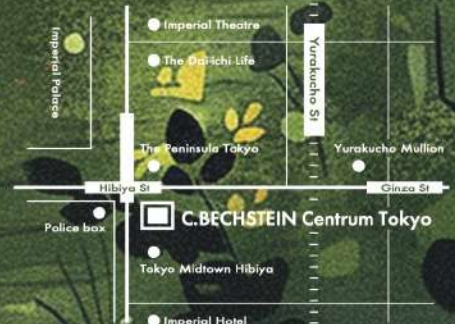 Imperial Theatre
Imperial Palace
The Dai-ichi Life
Yurakucho St
The Peninsula Tokyo
Yurakucho Mullion
Hibiya St
Ginza St
Police box
C.BECHSTEIN Centrum Tokyo
Tokyo Midtown Hibiya
Imperial Hotel